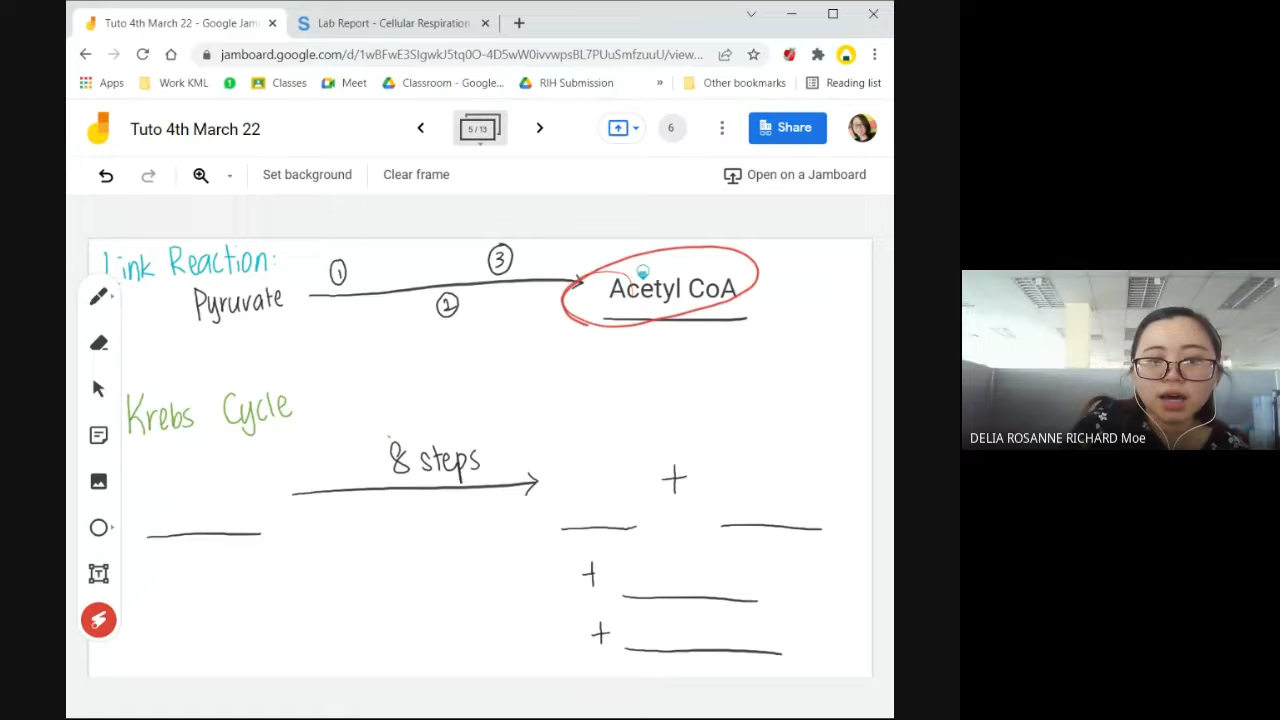 Tuto 4th March 22 - Google Jam
Lab Report - Cellular Respiration
jamboard.google.com/d/1wBFwE3SIgwkJ5tq0O-4D5wW0ivvwpsBL7PUuSmfzuuU/view...
Apps Work KML 1 Classes Meet Classroom - Google... RIH Submission » Other bookmarks Reading list
Tuto 4th March 22
5 / 13
6
Share
Set background Clear frame Open on a Jamboard
Link Reaction:
① ③
Pyruvate ② Acetyl CoA
Krebs Cycle
8 steps
+
+
+
DELIA ROSANNE RICHARD Moe